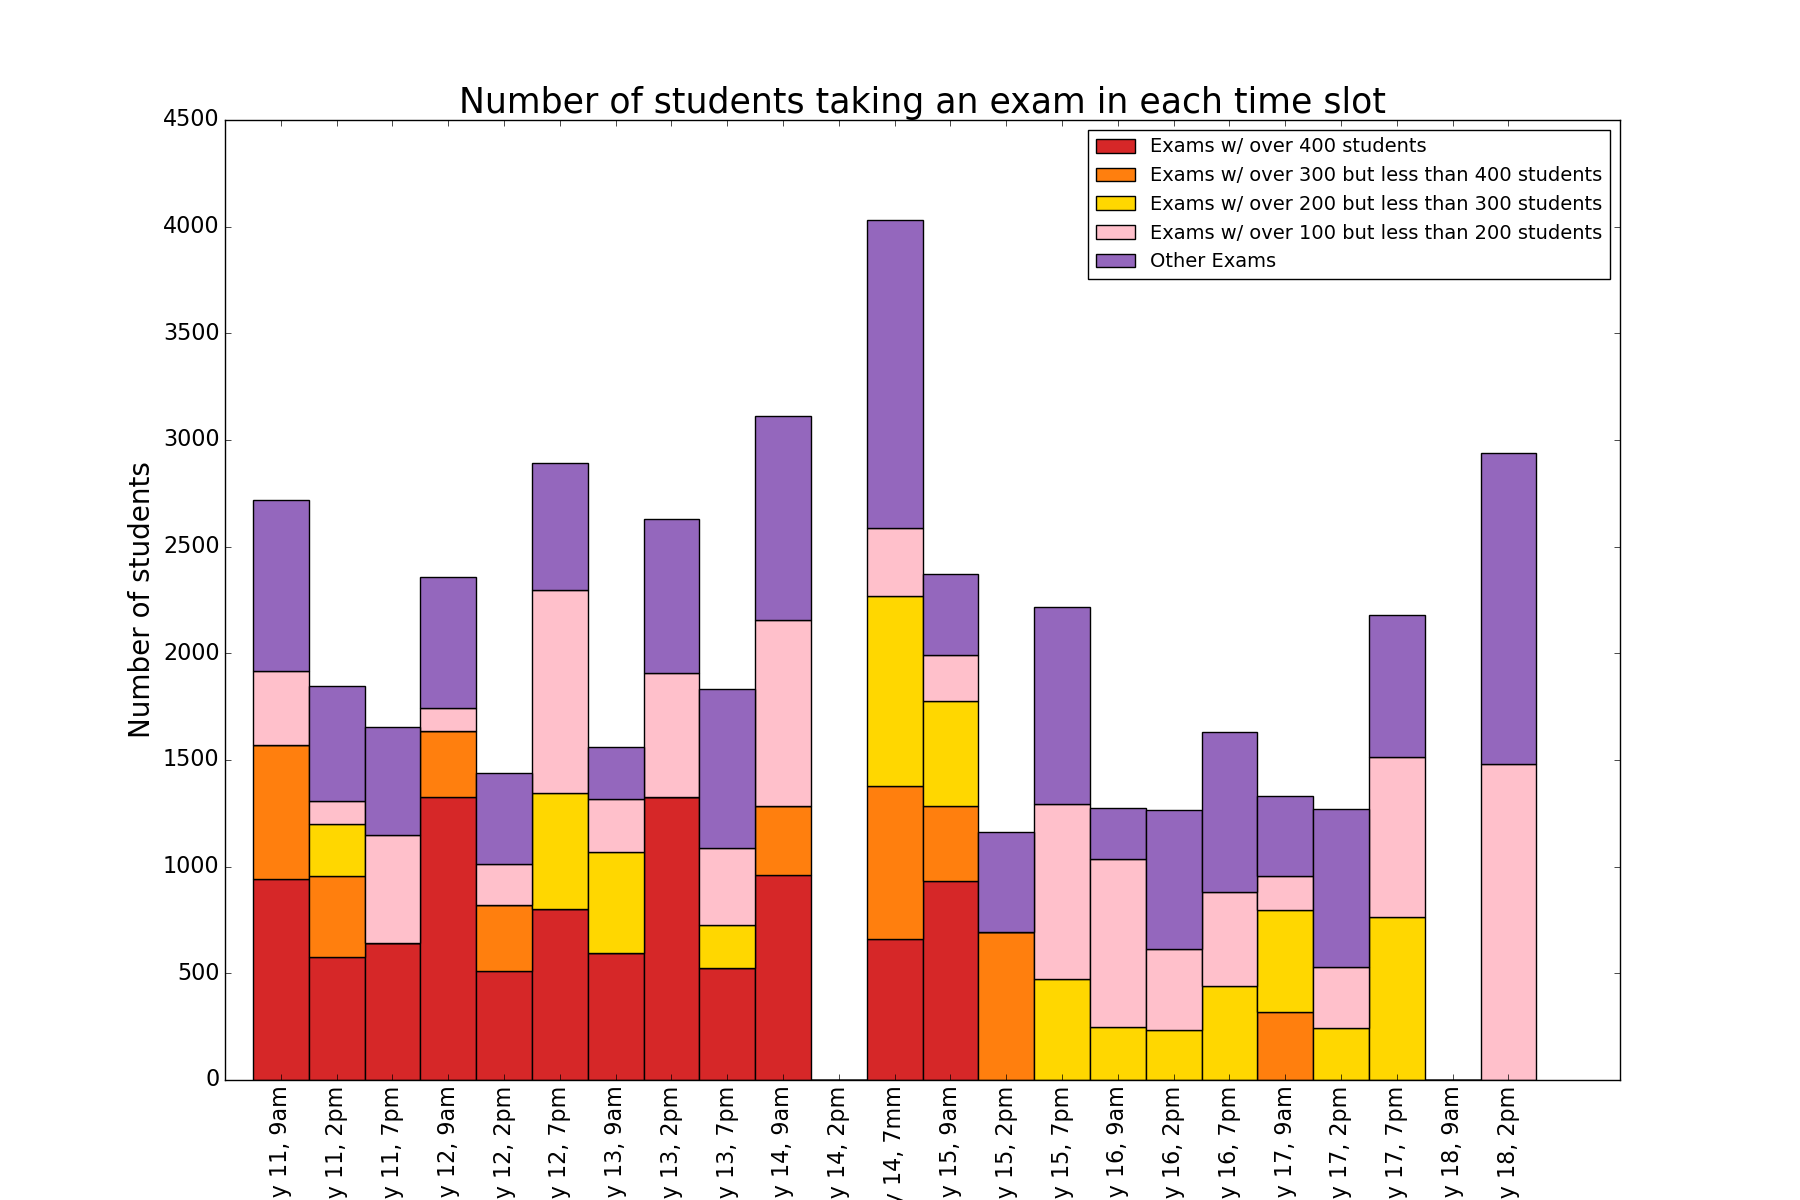 Number of students taking an exam in each time slot
4500
4000
3500
3000
2500
2000
1500
1000
500
0
Number of students
Exams w/ over 400 students
Exams w/ over 300 but less than 400 students
Exams w/ over 200 but less than 300 students
Exams w/ over 100 but less than 200 students
Other Exams
y 11, 9am
y 11, 2pm
y 11, 7pm
y 12, 9am
y 12, 2pm
y 12, 7pm
y 13, 9am
y 13, 2pm
y 13, 7pm
y 14, 9am
y 14, 2pm
y 14, 7mm
y 15, 9am
y 15, 2pm
y 15, 7pm
y 16, 9am
y 16, 2pm
y 16, 7pm
y 17, 9am
y 17, 2pm
y 17, 7pm
y 18, 9am
y 18, 2pm